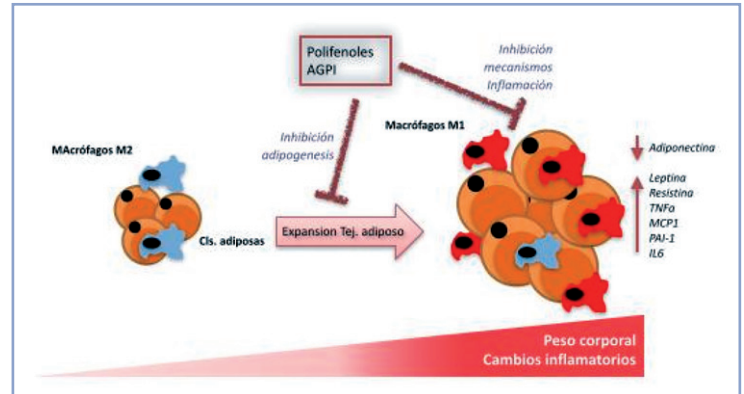 Polifenoles
AGPI
Inhibición
mecanismos
Inflamación
Inhibición
adipogenesis
MAcrófagos M2
Macrófagos M1
Cls. adiposas
Expansion Tej. adiposo
Adiponectina
Leptina
Resistina
TNFα
MCP1
PAI-1
IL6
Peso corporal
Cambios inflamatorios